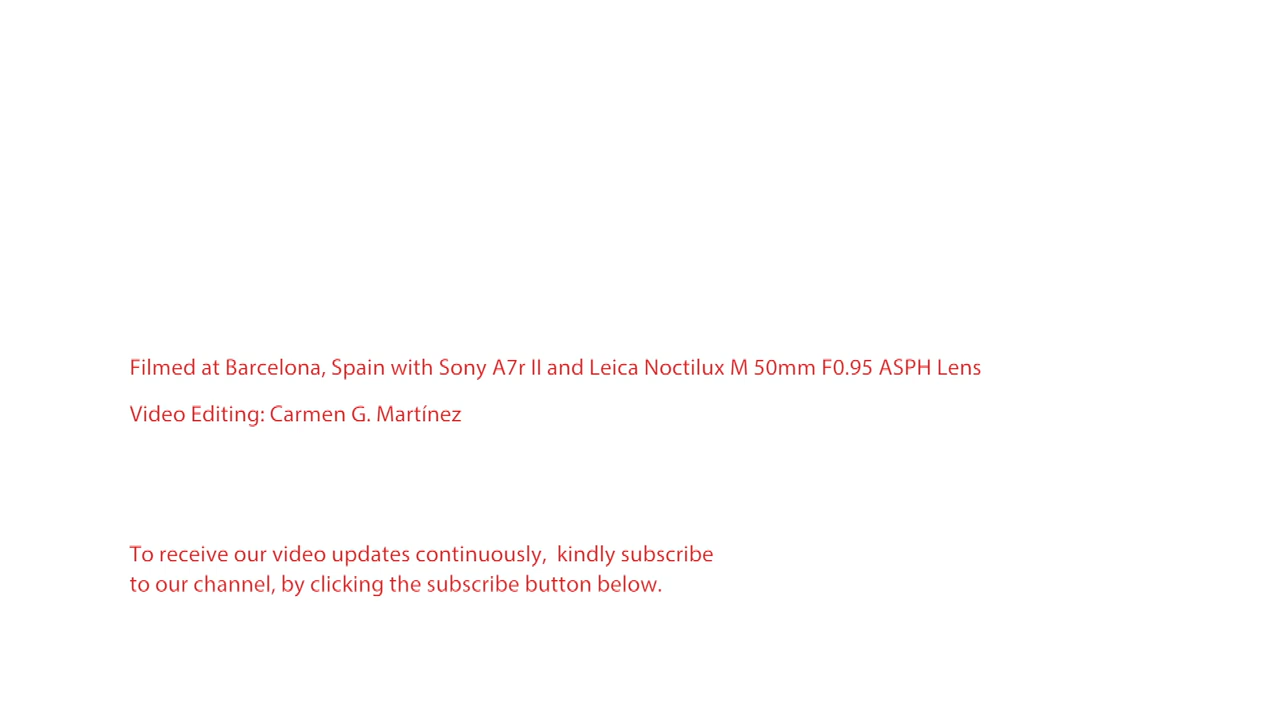 Filmed at Barcelona, Spain with Sony A7r II and Leica Noctilux M 50mm F0.95 ASPH Lens
Video Editing: Carmen G. Martínez
To receive our video updates continuously,  kindly subscribe
to our channel, by clicking the subscribe button below.